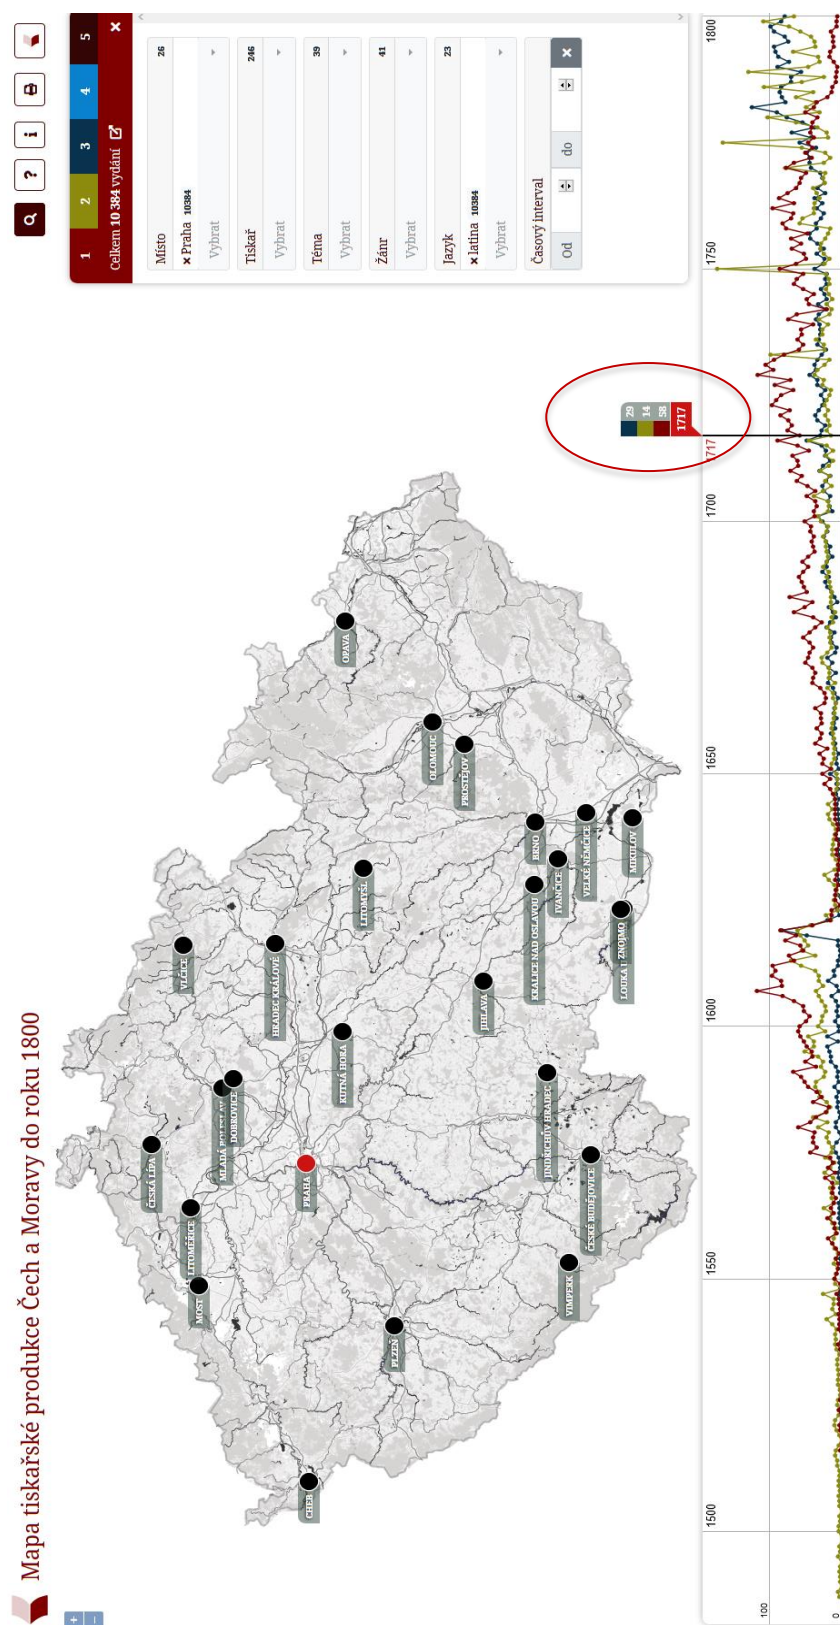 Mapa tiskařské produkce Čech a Moravy do roku 1800
?
i
+
−
1 2 3 4 5
Celkem 10 384 vydání
×
Místo 26
× Praha 10384
Vybrat
Tiskař 246
Vybrat
Téma 39
Vybrat
Žánr 41
Vybrat
Jazyk 23
× latina 10384
Vybrat
Časový interval
Od do ×
ČESKÁ LÍPA
VLČICE
LITOMĚŘICE
MOST
DOBROVICE
HRADEC KRÁLOVÉ
PRAHA
CHEB
KUTNÁ HORA
OPAVA
LITOMYŠL
PLZEŇ
OLOMOUC
PROSTĚJOV
JIHLAVA
KRALICE NAD OSLAVOU
BRNO
IVANČICE
JINDŘICHŮV HRADEC
VIMPERK
VELKÉ NĚMČICE
ČESKÉ BUDĚJOVICE
LOUKA
ZNOJMO
MIKULOV
29
14
58
1717
1500 1550 1600 1650 1700 1717 1750 1800
100
0